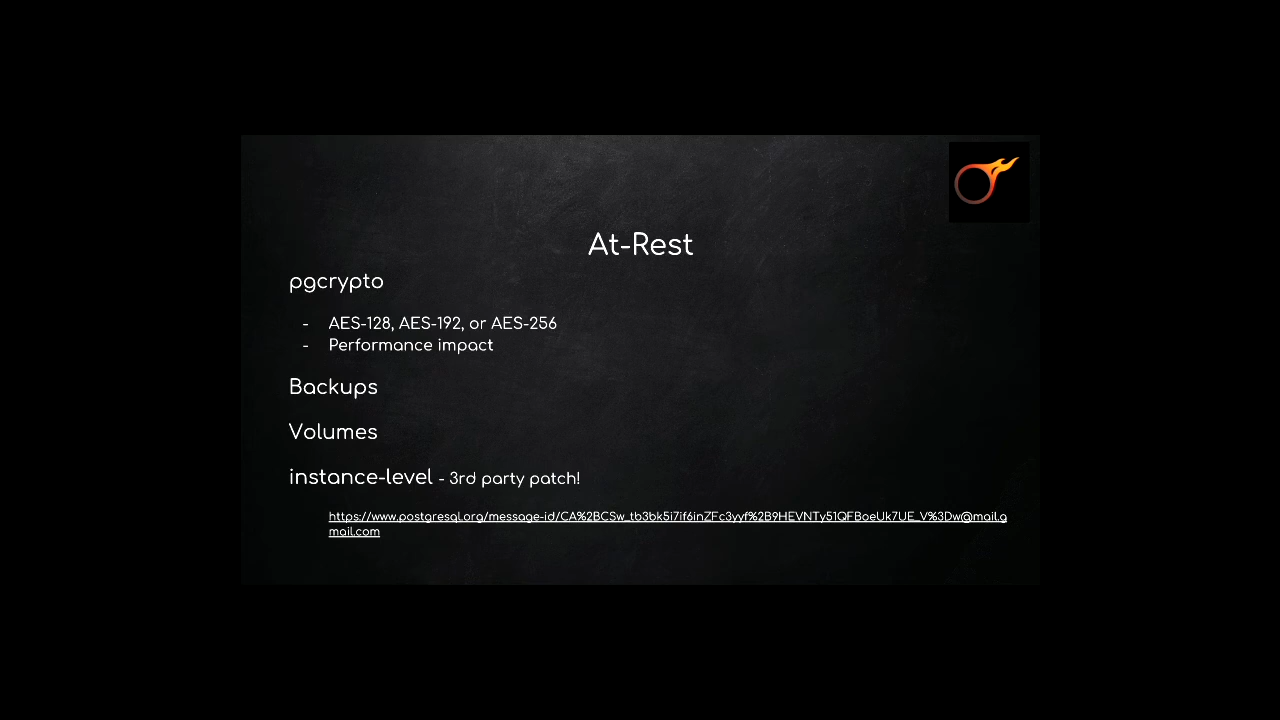 At-Rest
pgcrypto
- AES-128, AES-192, or AES-256
- Performance impact
Backups
Volumes
instance-level - 3rd party patch!
https://www.postgresql.org/message-id/CA%2BCSw_tb3bk5i7if6inZFc3yyf%2B9HEVNTy51QFBoeUk7UE_V%3Dw@mail.g
mail.com